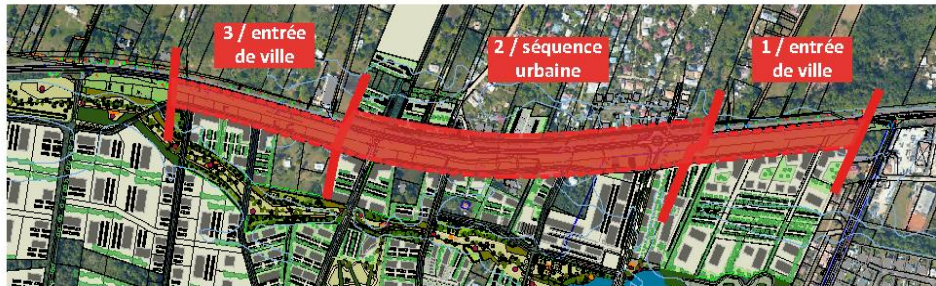 3 / entrée
de ville
2 / séquence
urbaine
1 / entrée
de ville